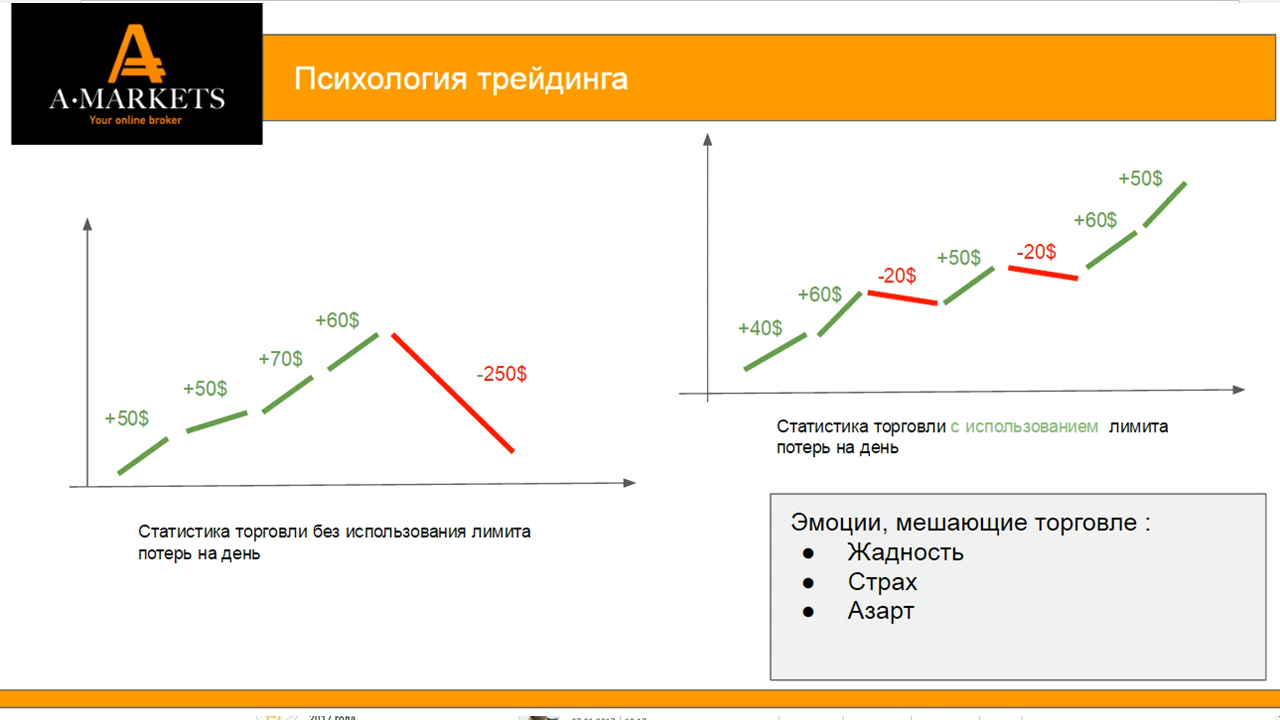 A·MARKETS
Your online broker
Психология трейдинга
+50$
+50$
+70$
+60$
-250$
Статистика торговли без использования лимита
потерь на день
+40$
+60$
-20$
+50$
-20$
+60$
+50$
Статистика торговли с использованием лимита
потерь на день
Эмоции, мешающие торговле :
● Жадность
● Страх
● Азарт
2017 года